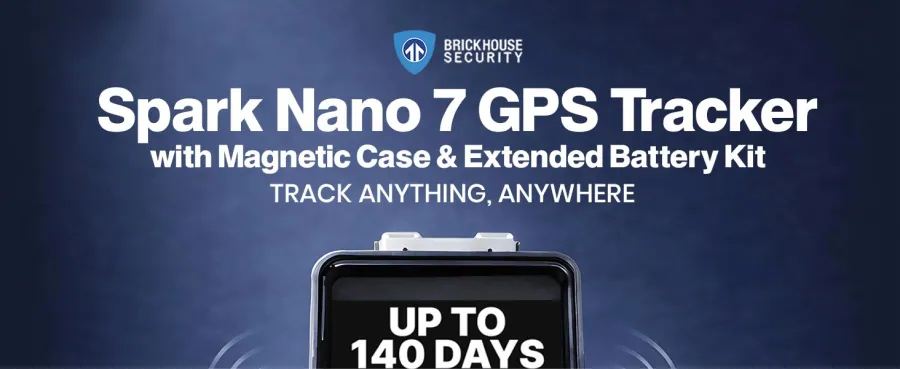 BRICKHOUSE
SECURITY
Spark Nano 7 GPS Tracker
with Magnetic Case & Extended Battery Kit
TRACK ANYTHING, ANYWHERE
UP TO
140 DAYS